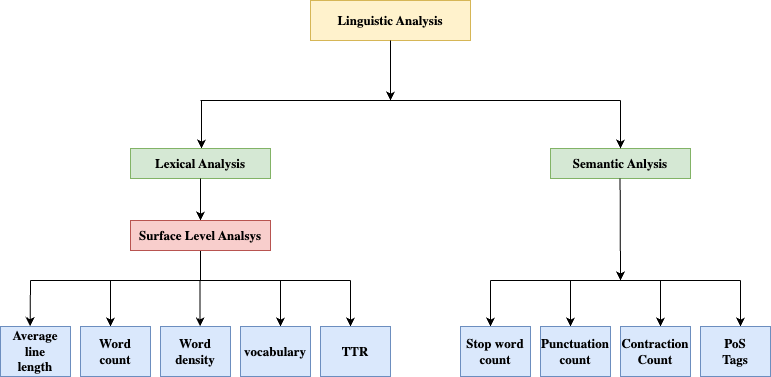 Linguistic Analysis
Lexical Analysis
Semantic Anlysis
Surface Level Analsys
Average
line
length
Word
count
Word
density
vocabulary
TTR
Stop word
count
Punctuation
count
Contraction
Count
PoS
Tags